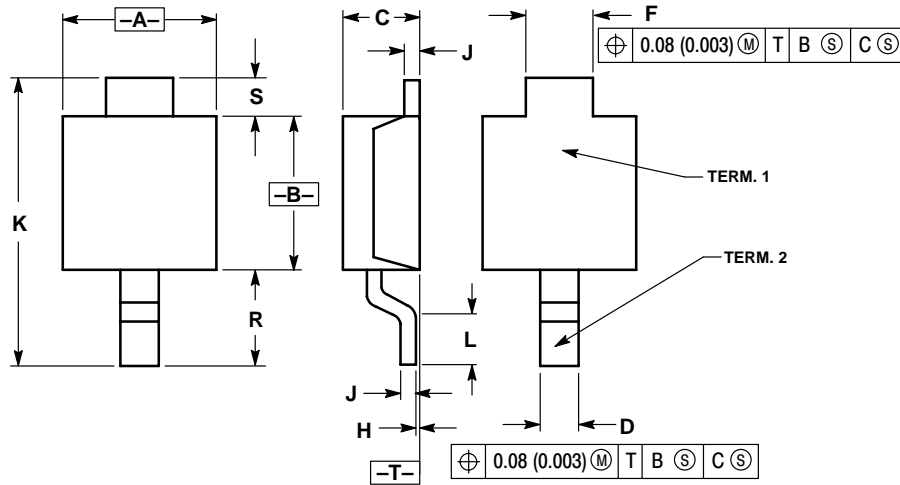 –A–
C
F
⌖ 0.08 (0.003) Ⓜ T B Ⓢ C Ⓢ
J
S
K
–B–
TERM. 1
TERM. 2
R
L
J
H
D
–T–
⌖ 0.08 (0.003) Ⓜ T B Ⓢ C Ⓢ